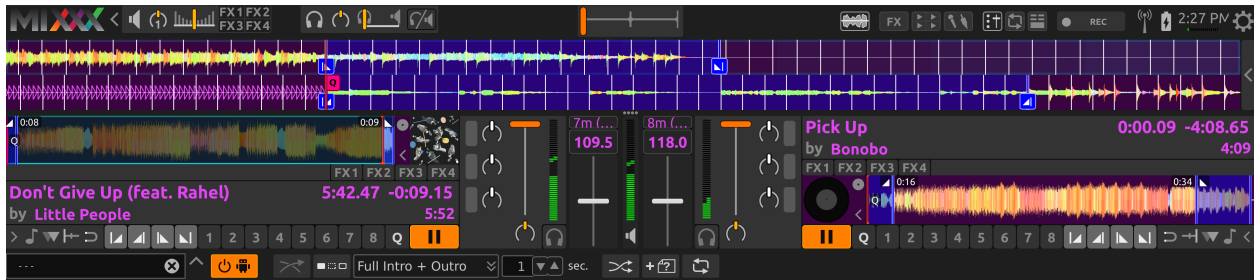 MIXXX FX1 FX2 FX REC 2:27 PM
FX3 FX4
Q
0:08 0:09 7m (... 8m (... Pick Up 0:00.09 -4:08.65
Q 109.5 118.0 by Bonobo 4:09
FX1 FX2 FX3 FX4 FX1 FX2 FX3 FX4
Don't Give Up (feat. Rahel) 5:42.47 -0:09.15 0:16 0:34
by Little People 5:52 Q
1 2 3 4 5 6 7 8 Q Q 1 2 3 4 5 6 7 8
--- Full Intro + Outro 1 sec.